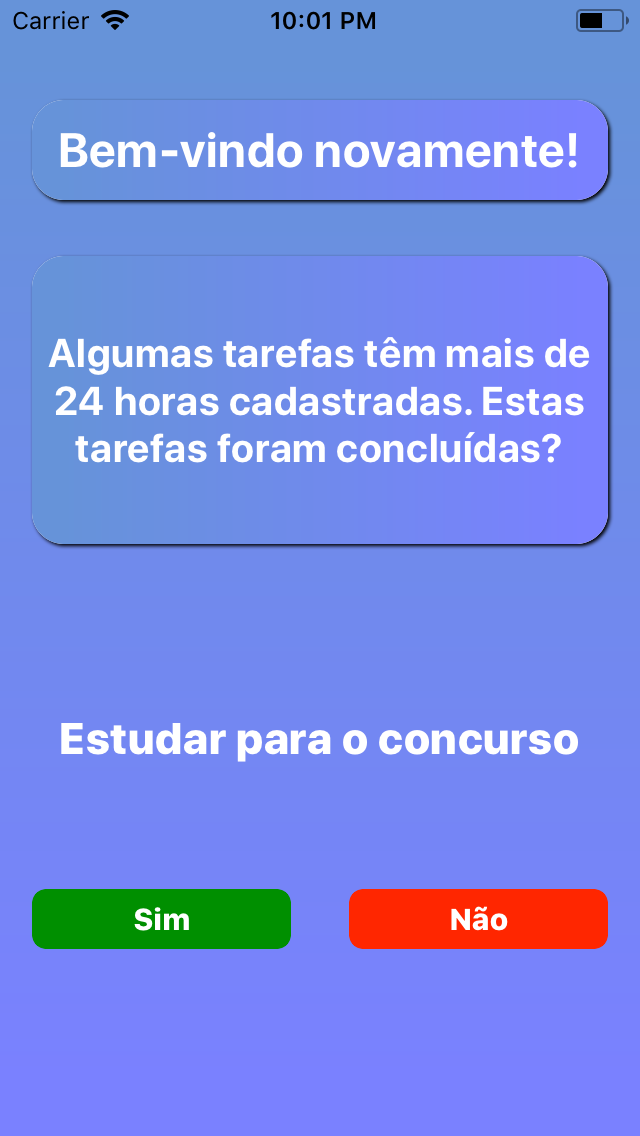 Carrier 10:01 PM
Bem-vindo novamente!
Algumas tarefas têm mais de
24 horas cadastradas. Estas
tarefas foram concluídas?
Estudar para o concurso
Sim Não